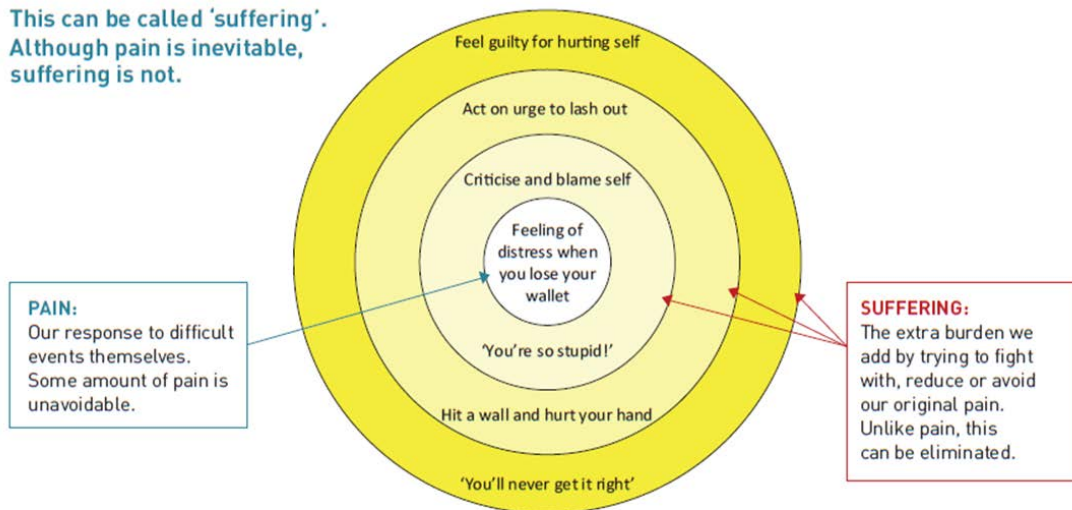 This can be called ‘suffering’.
Although pain is inevitable,
suffering is not.
Feel guilty for hurting self
Act on urge to lash out
Criticise and blame self
Feeling of
distress when
you lose your
wallet
‘You’re so stupid!’
Hit a wall and hurt your hand
‘You’ll never get it right’
PAIN:
Our response to difficult
events themselves.
Some amount of pain is
unavoidable.
SUFFERING:
The extra burden we
add by trying to fight
with, reduce or avoid
our original pain.
Unlike pain, this
can be eliminated.